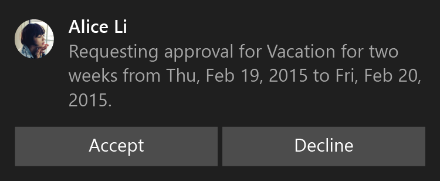 Alice Li
Requesting approval for Vacation for two
weeks from Thu, Feb 19, 2015 to Fri, Feb 20,
2015.
Accept
Decline